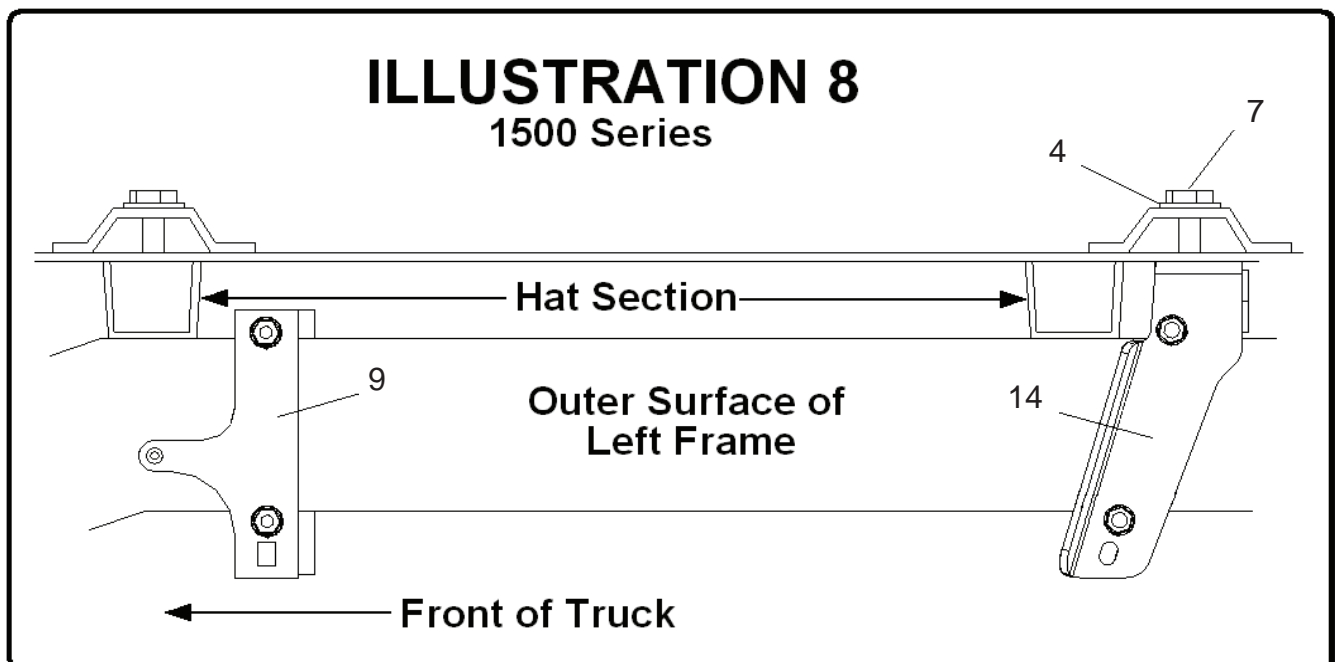 ILLUSTRATION 8
1500 Series
7
4
Hat Section
9
Outer Surface of
Left Frame
14
Front of Truck